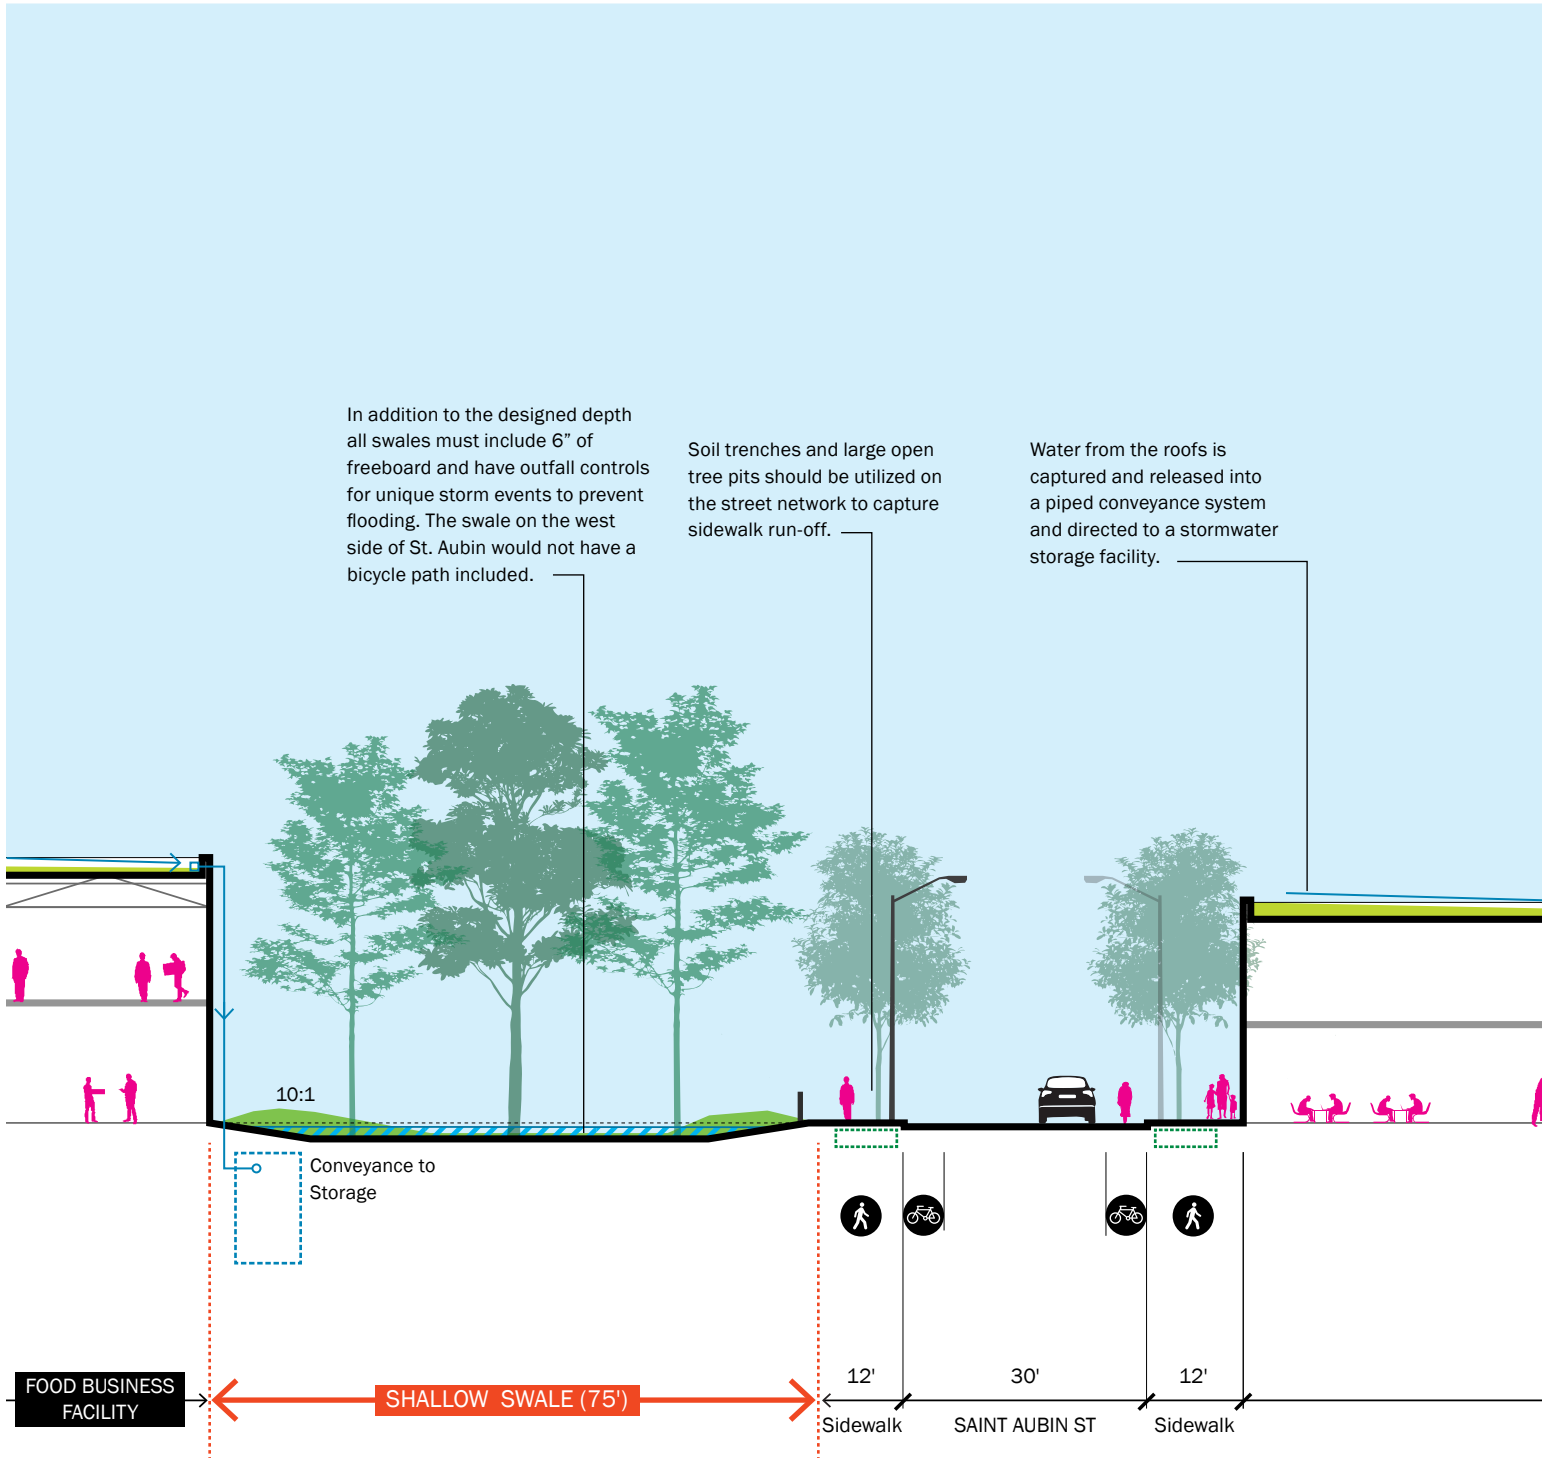 In addition to the designed depth
all swales must include 6” of
freeboard and have outfall controls
for unique storm events to prevent
flooding. The swale on the west
side of St. Aubin would not have a
bicycle path included.
Soil trenches and large open
tree pits should be utilized on
the street network to capture
sidewalk run-off.
Water from the roofs is
captured and released into
a piped conveyance system
and directed to a stormwater
storage facility.
10:1
Conveyance to
Storage
FOOD BUSINESS
FACILITY
SHALLOW SWALE (75')
12'
Sidewalk
30'
SAINT AUBIN ST
12'
Sidewalk